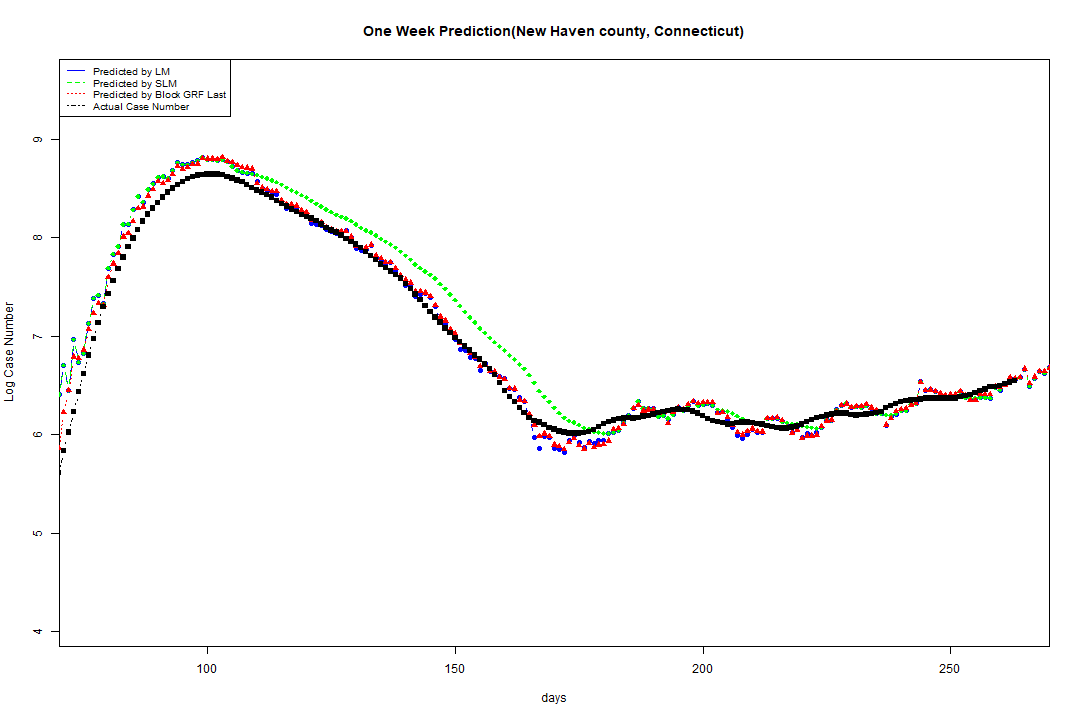 One Week Prediction(New Haven county, Connecticut)
Predicted by LM
Predicted by SLM
Predicted by Block GRF Last
Actual Case Number
9
8
7
6
5
4
Log Case Number
100 150 200 250
days